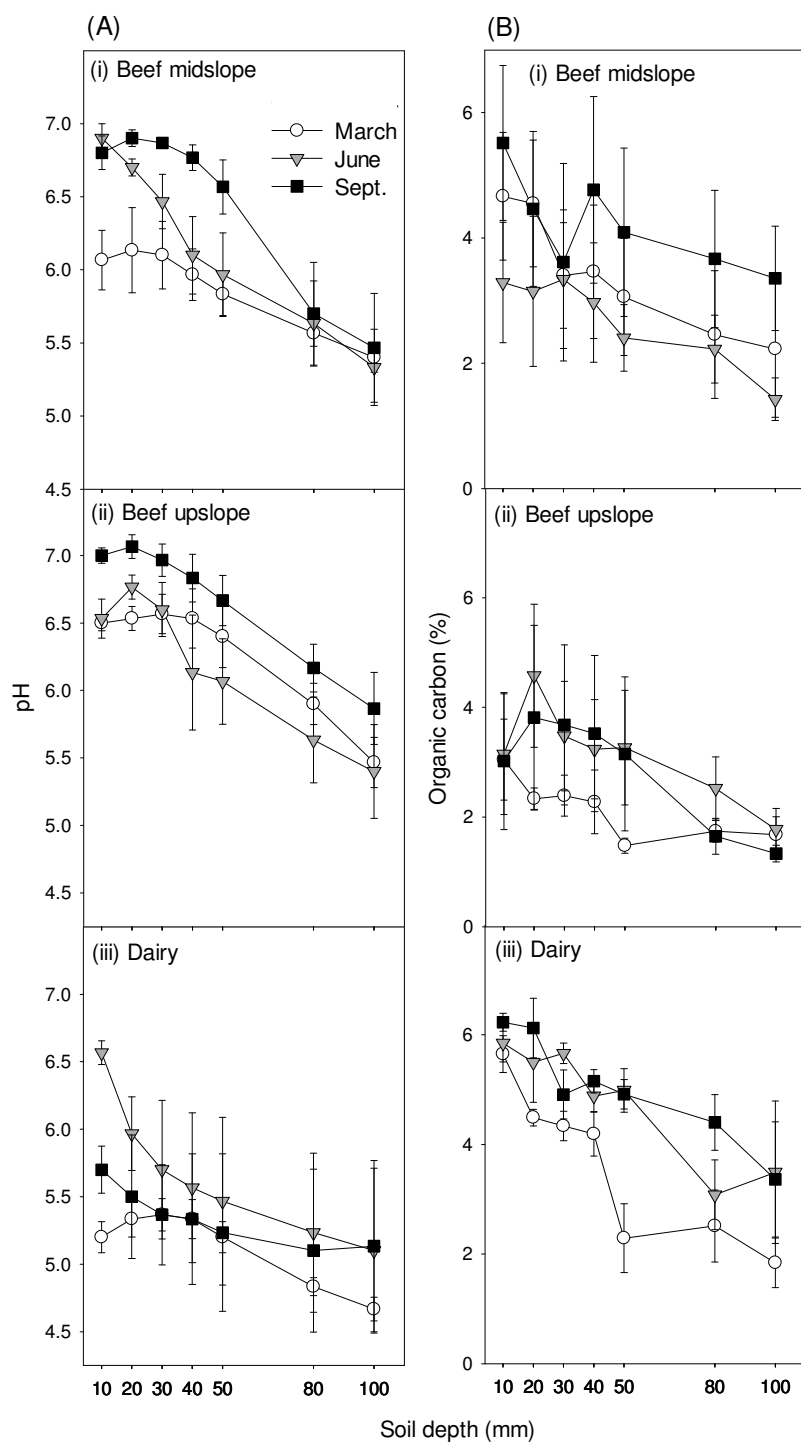 (A)
(B)
(i) Beef midslope
(i) Beef midslope
March
June
Sept.
7.0
6.5
6.0
5.5
5.0
4.5
6
4
2
0
(ii) Beef upslope
(ii) Beef upslope
7.0
6.5
6.0
5.5
5.0
4.5
6
4
2
0
pH
Organic carbon (%)
(iii) Dairy
(iii) Dairy
7.0
6.5
6.0
5.5
5.0
4.5
6
4
2
0
10 20 30 40 50 80 100
10 20 30 40 50 80 100
Soil depth (mm)